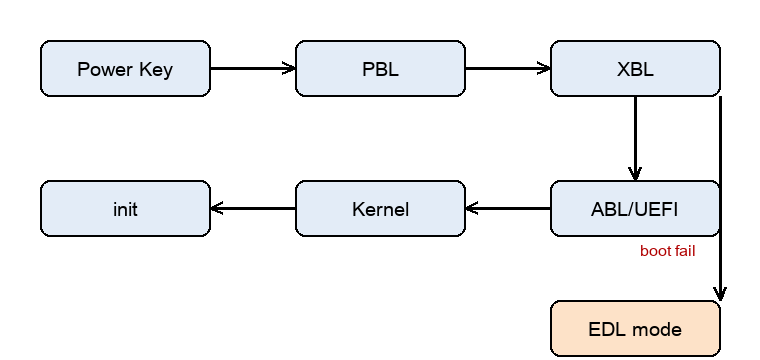 Power Key
PBL
XBL
init
Kernel
ABL/UEFI
boot fail
EDL mode